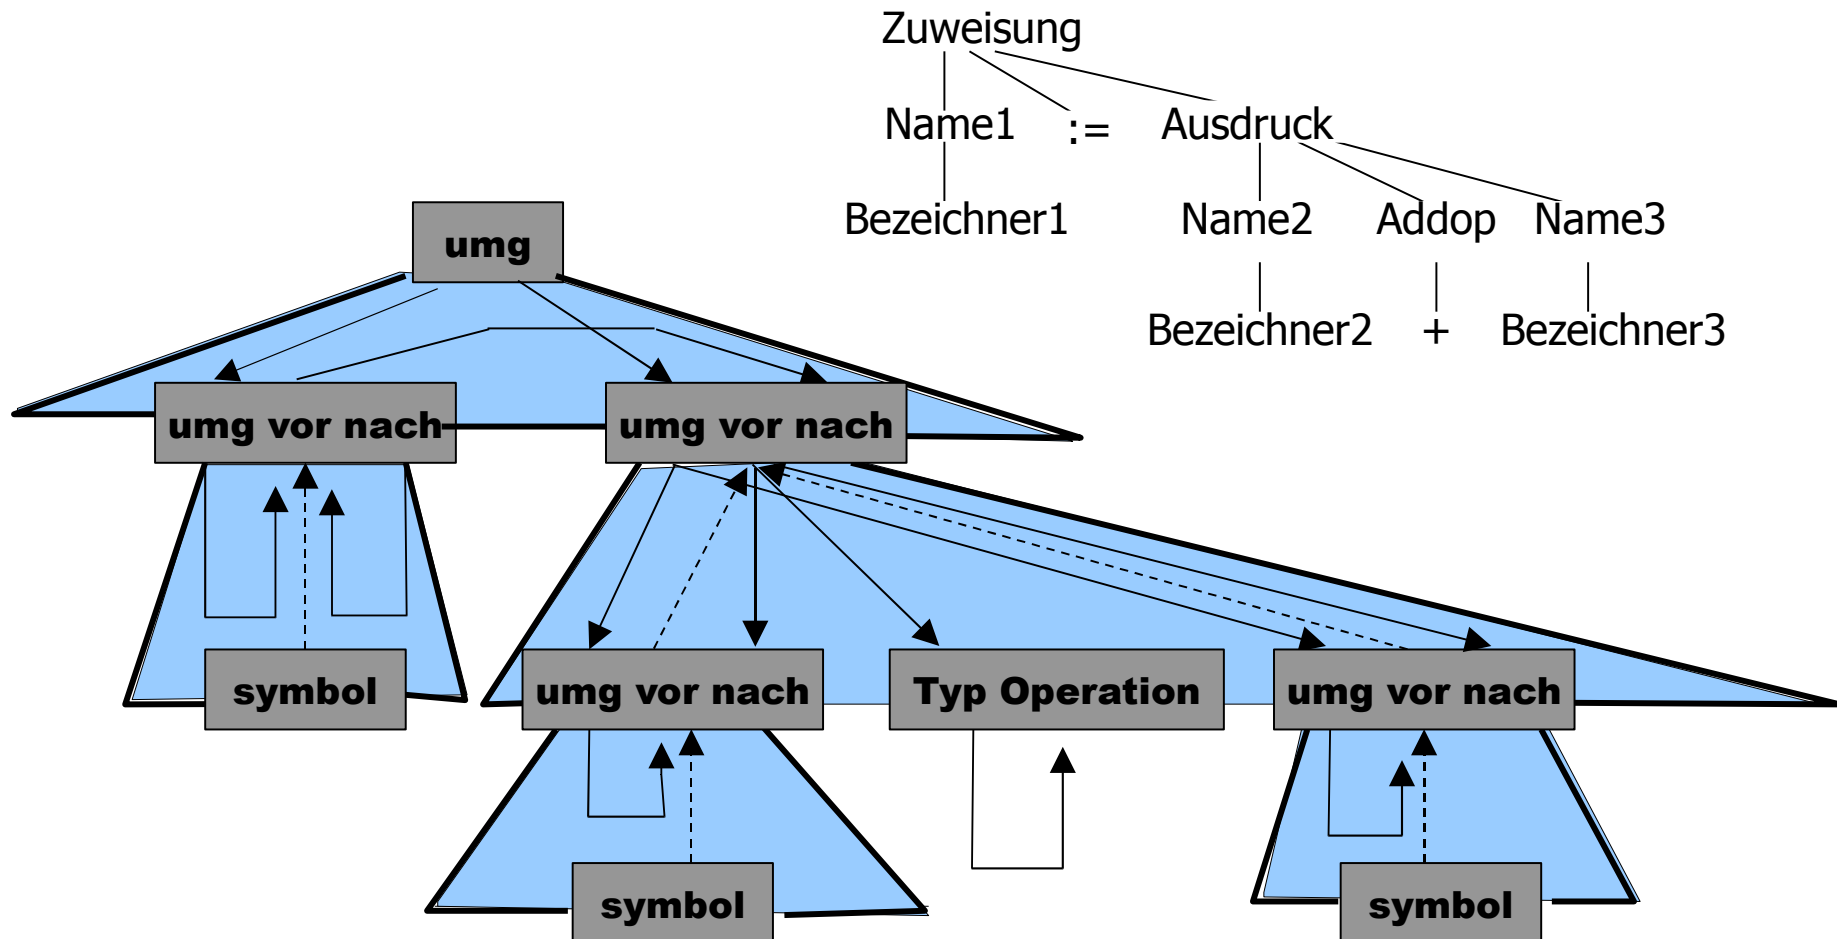 Zuweisung
Name1 := Ausdruck
Bezeichner1 Name2 Addop Name3
Bezeichner2 + Bezeichner3
umg
umg vor nach umg vor nach
symbol umg vor nach Typ Operation umg vor nach
symbol symbol